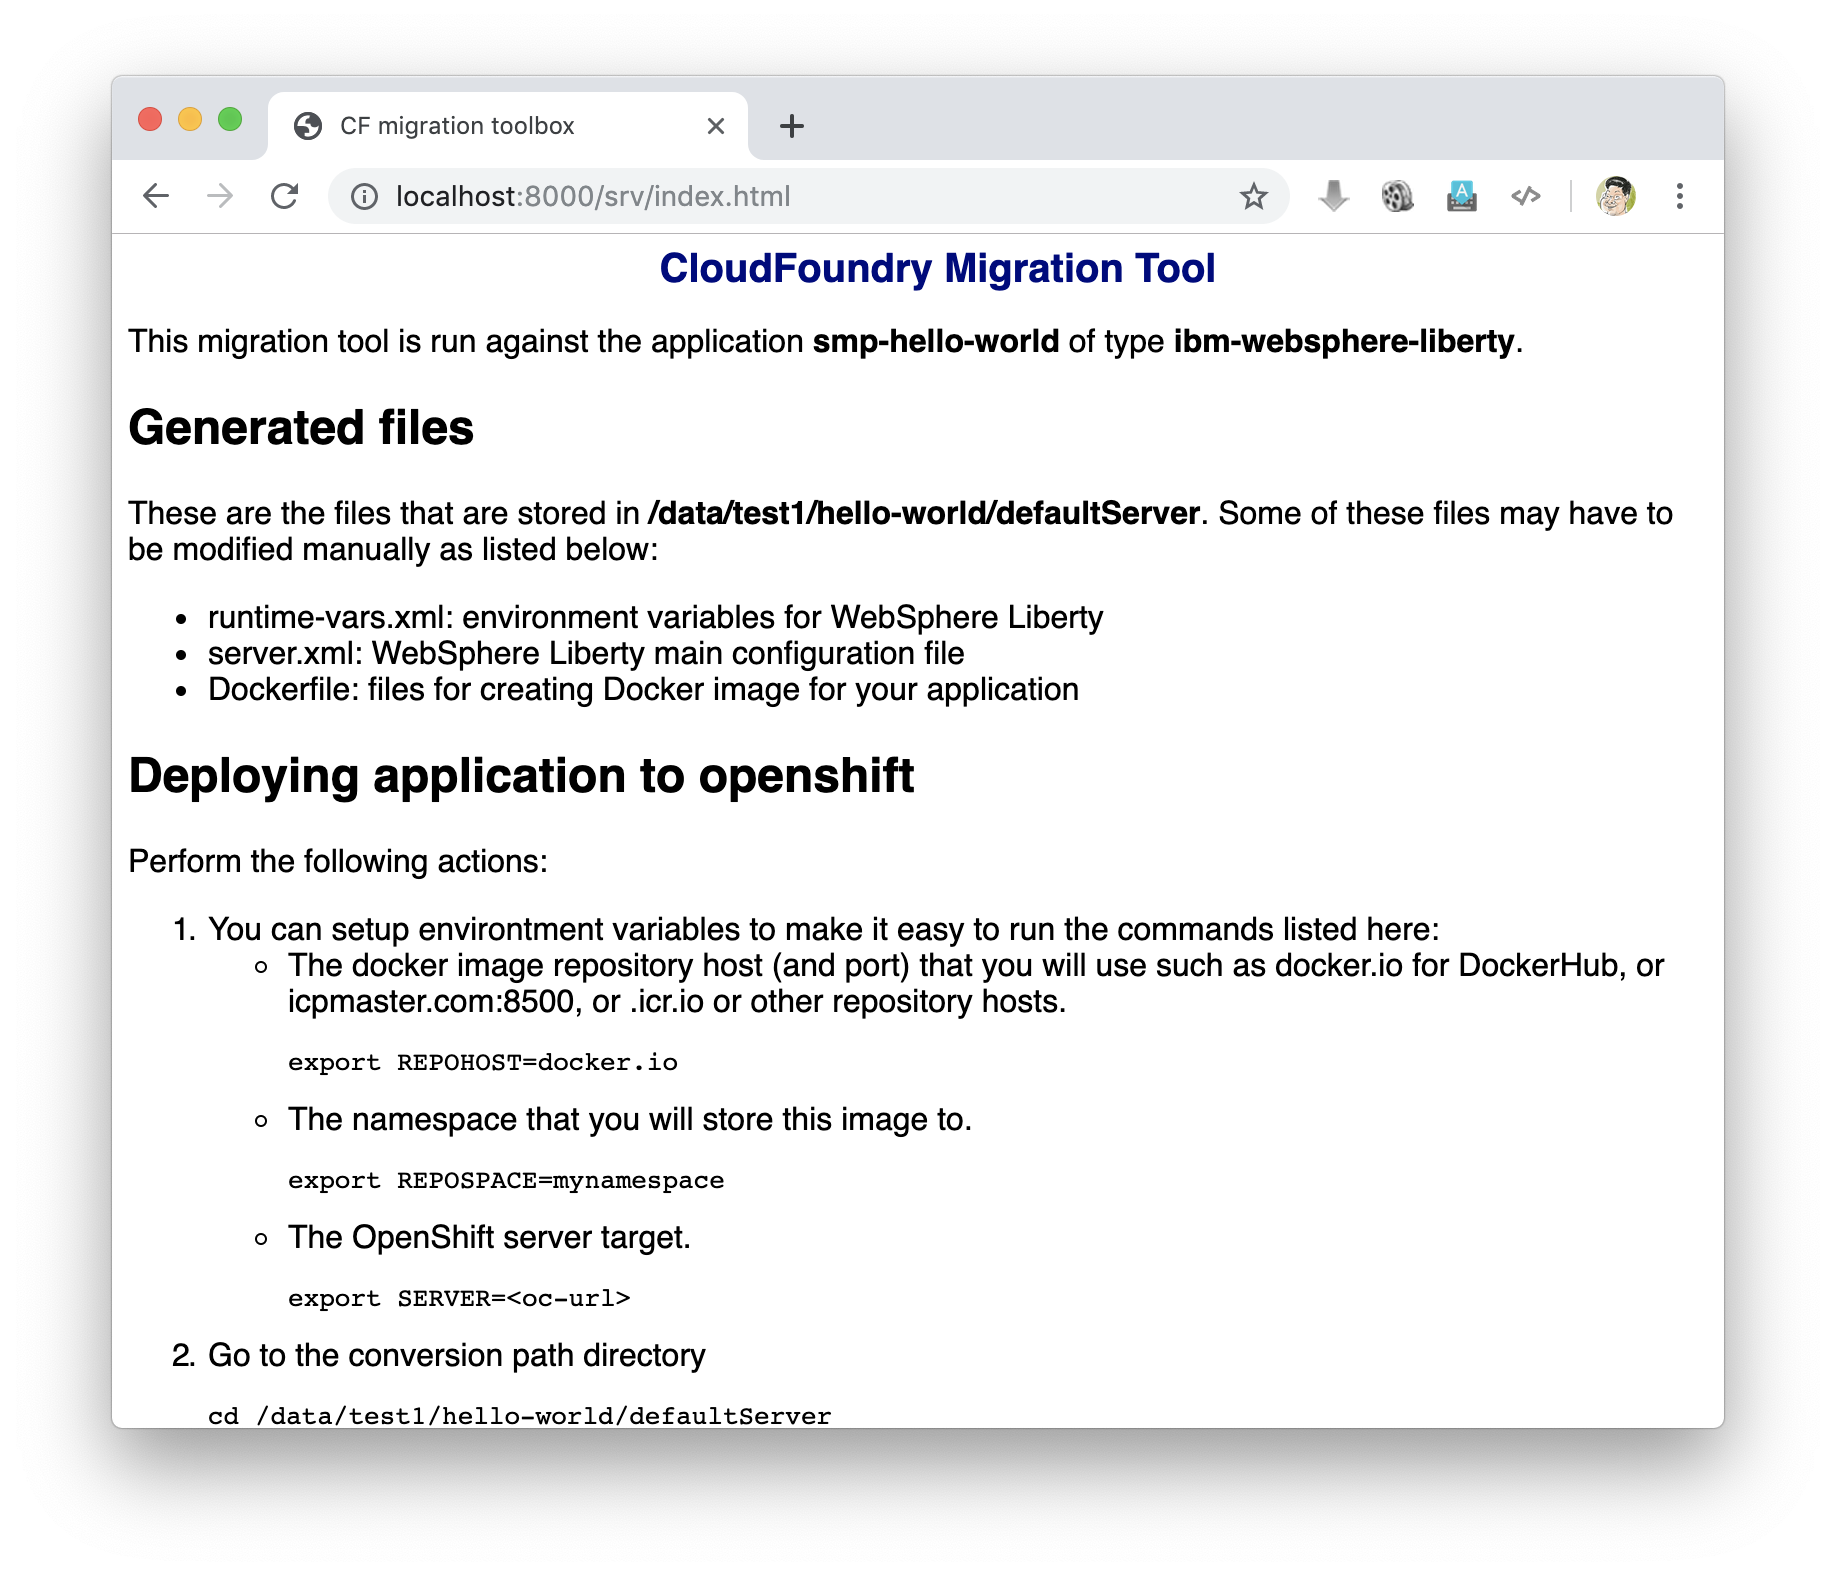 CF migration toolbox
localhost:8000/srv/index.html
CloudFoundry Migration Tool
This migration tool is run against the application smp-hello-world of type ibm-websphere-liberty.
Generated files
These are the files that are stored in /data/test1/hello-world/defaultServer. Some of these files may have to
be modified manually as listed below:
• runtime-vars.xml: environment variables for WebSphere Liberty
• server.xml: WebSphere Liberty main configuration file
• Dockerfile: files for creating Docker image for your application
Deploying application to openshift
Perform the following actions:
1. You can setup environtment variables to make it easy to run the commands listed here:
◦ The docker image repository host (and port) that you will use such as docker.io for DockerHub, or
icpmaster.com:8500, or .icr.io or other repository hosts.
export REPOHOST=docker.io
◦ The namespace that you will store this image to.
export REPOSPACE=mynamespace
◦ The OpenShift server target.
export SERVER=<oc-url>
2. Go to the conversion path directory
cd /data/test1/hello-world/defaultServer